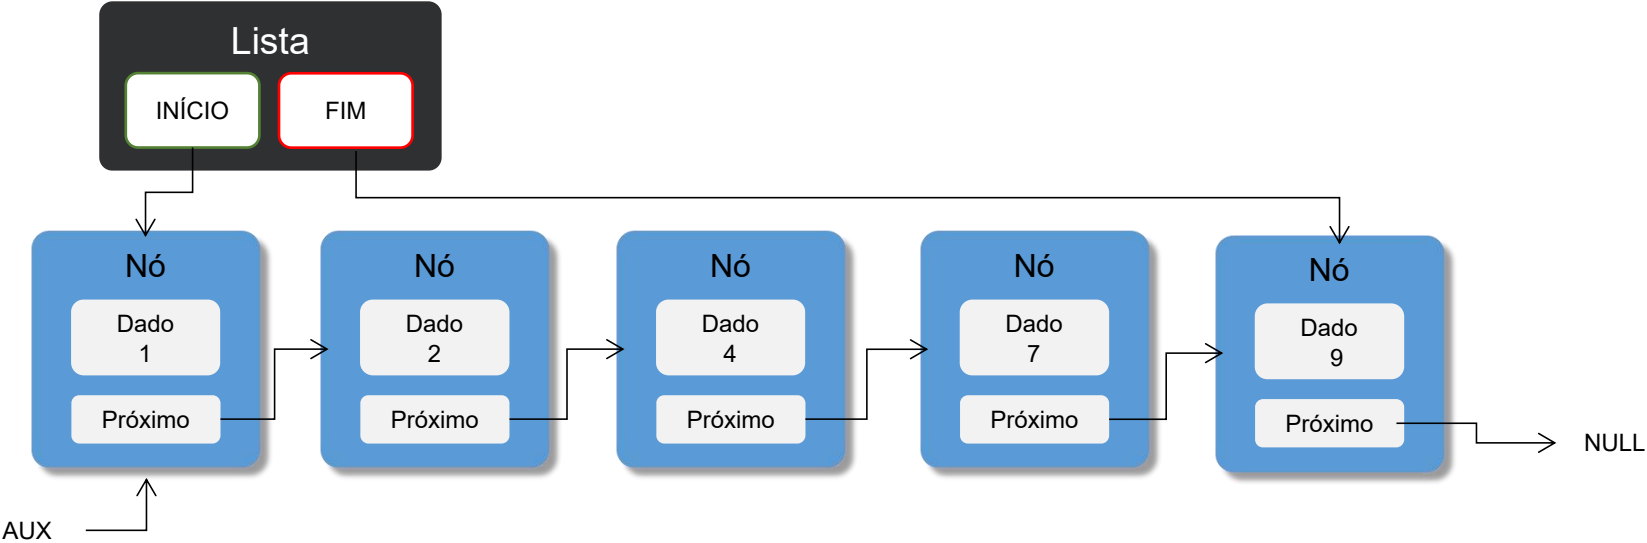 Lista
INÍCIO
FIM
Nó
Dado
1
Próximo
Nó
Dado
2
Próximo
Nó
Dado
4
Próximo
Nó
Dado
7
Próximo
Nó
Dado
9
Próximo
NULL
AUX